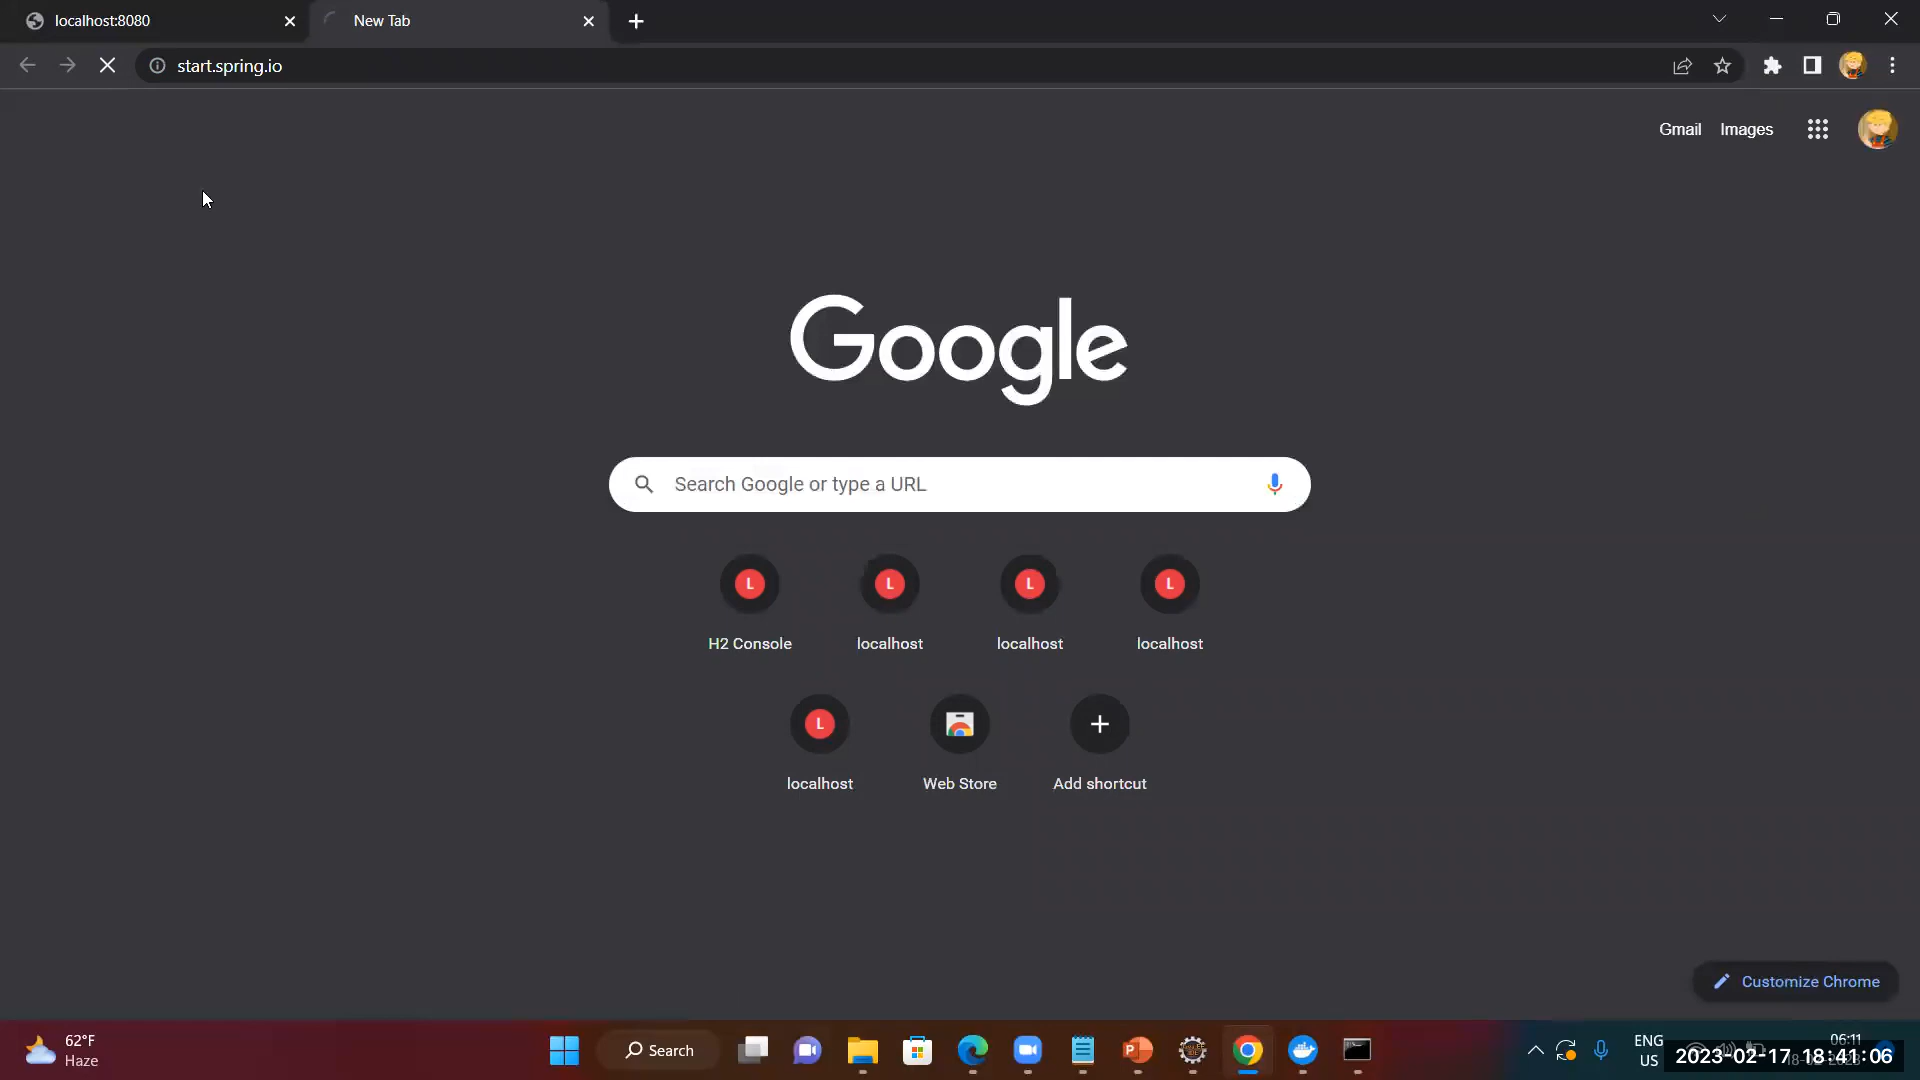 localhost:8080
New Tab
start.spring.io
Gmail Images
Google
Search Google or type a URL
L L L L
H2 Console localhost localhost localhost
L
localhost Web Store Add shortcut
Customize Chrome
62°F
Haze
Search
ENG
US
06:11
2023-02-17 18:41:06